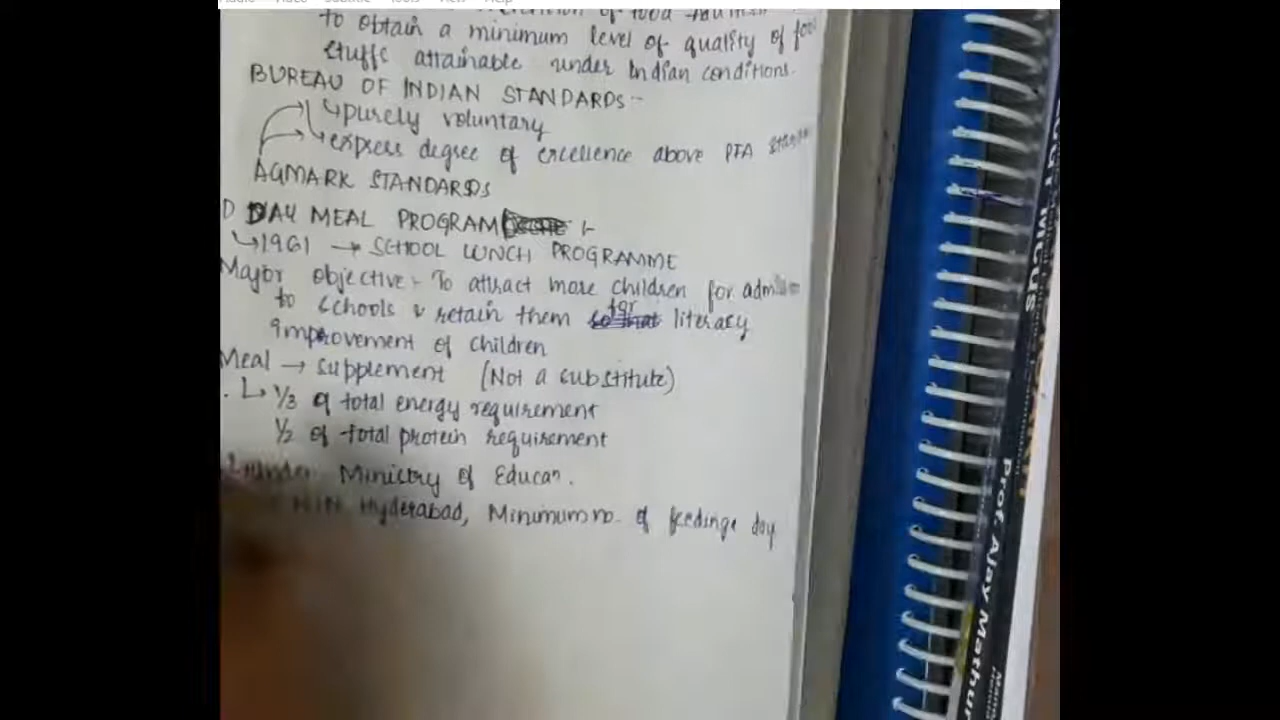 to obtain a minimum level of quality of food
stuffs attainable under Indian conditions.
BUREAU OF INDIAN STANDARDS :-
↳ purely voluntary
↳ express degree of excellence above PFA
AGMARK STANDARDS
D DAY MEAL PROGRAM :-
↳ 1961 → SCHOOL LUNCH PROGRAMME
Major objective :- To attract more children for
to schools & retain them for literacy
improvement of children
Meal → supplement (Not a substitute)
↳ 1/3 of total energy requirement
1/2 of total protein requirement
under Ministry of Educan.
NIN Hyderabad, Minimum no. of feedings day
Prof. Ajay Mathur